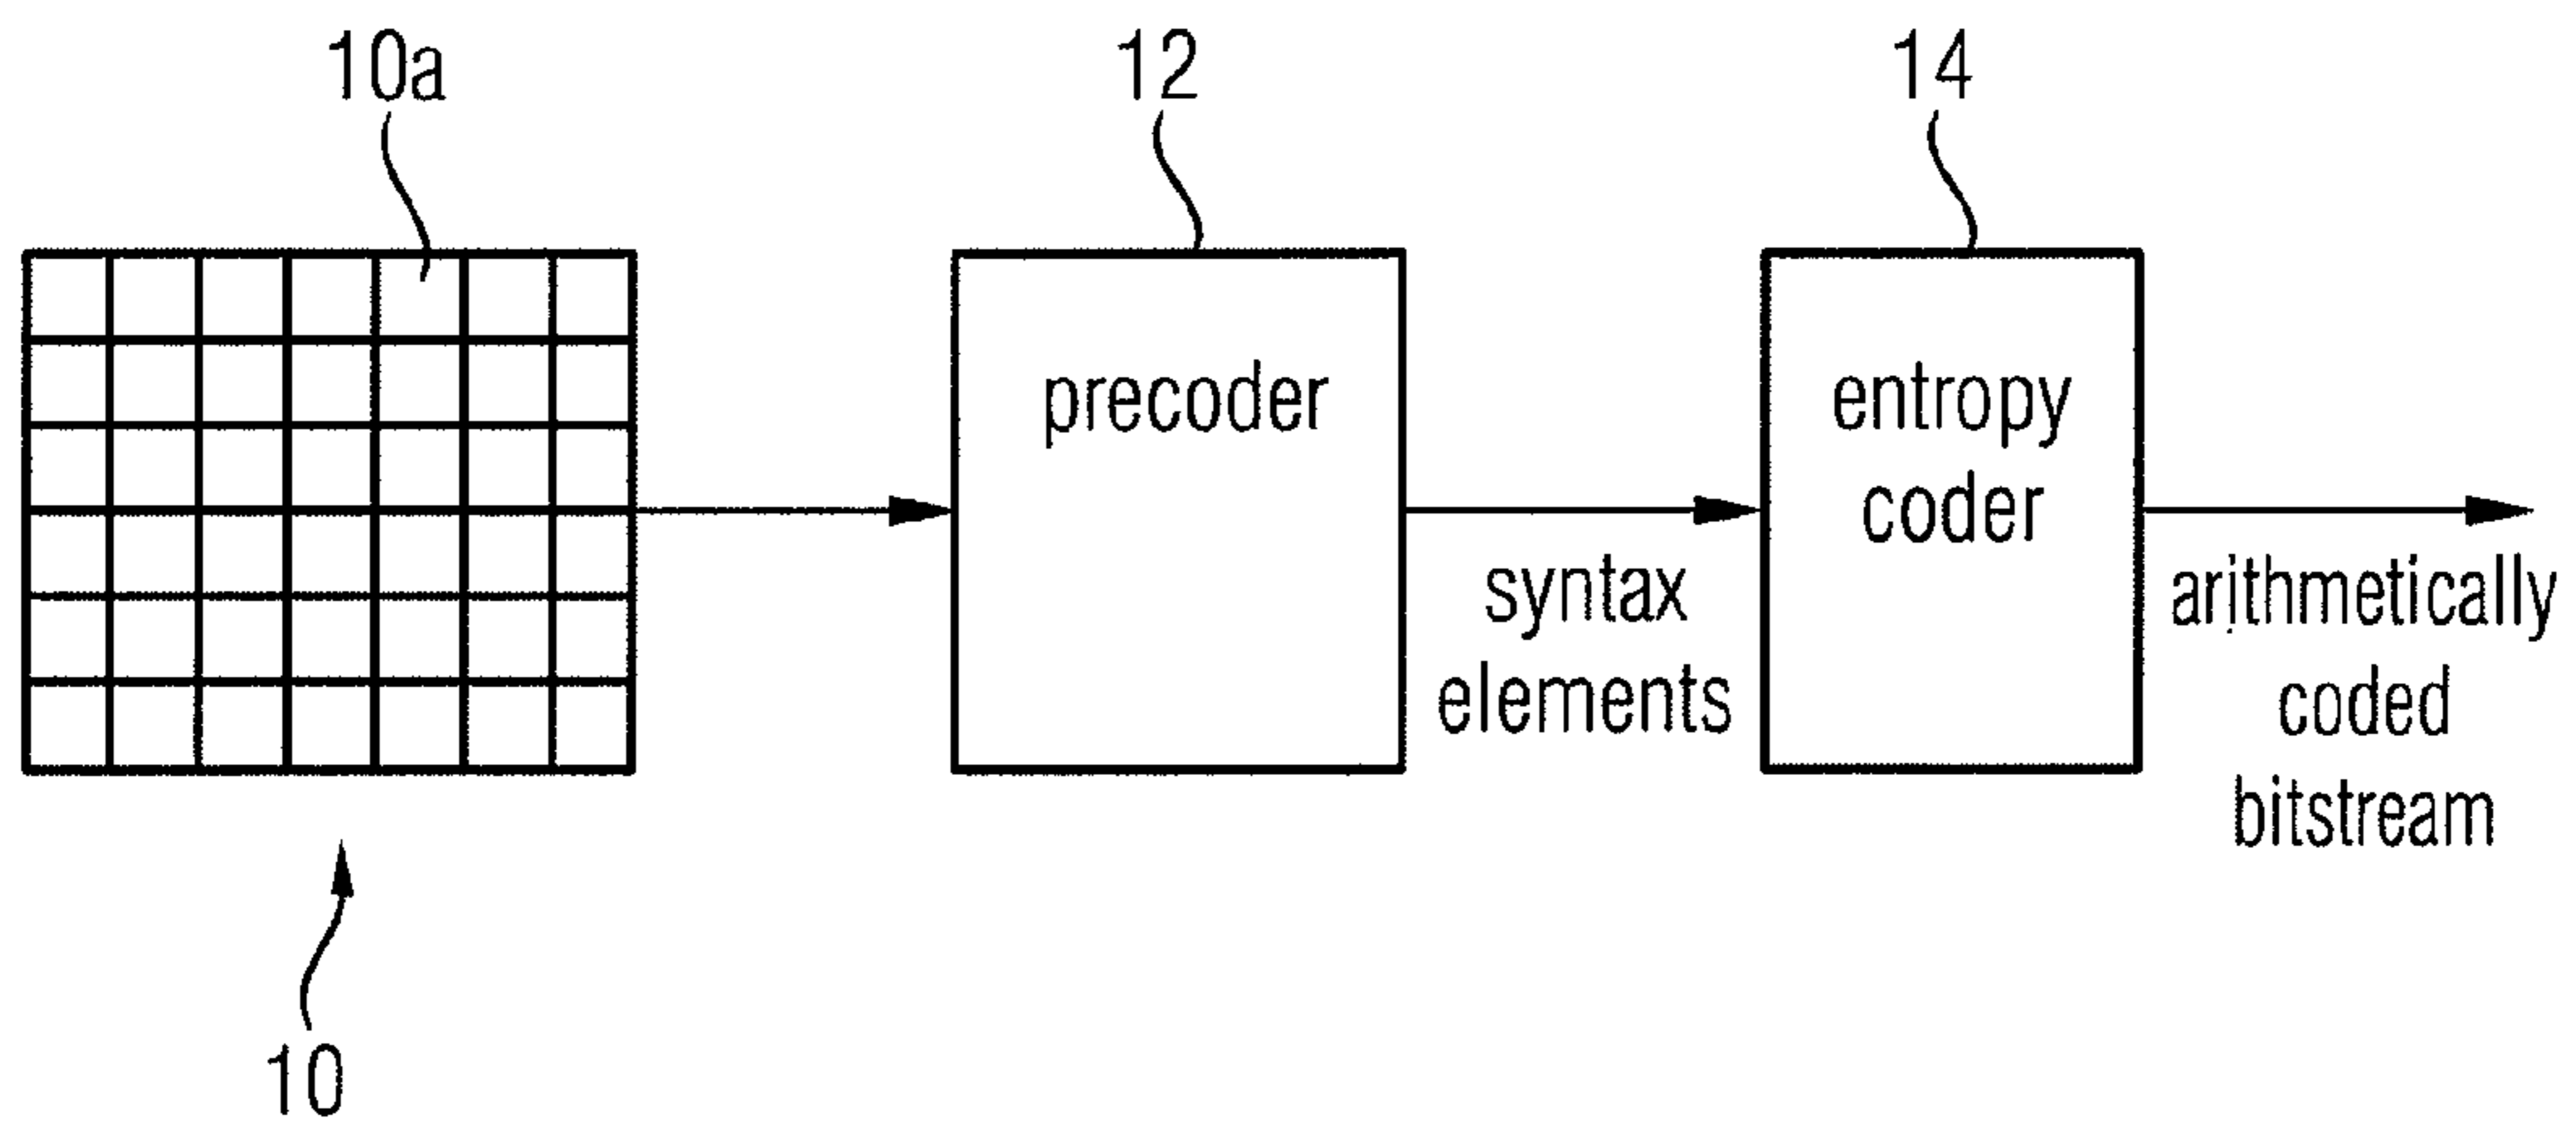 10a
12
14
precoder
entropy
coder
syntax
elements
arithmetically
coded
bitstream
10